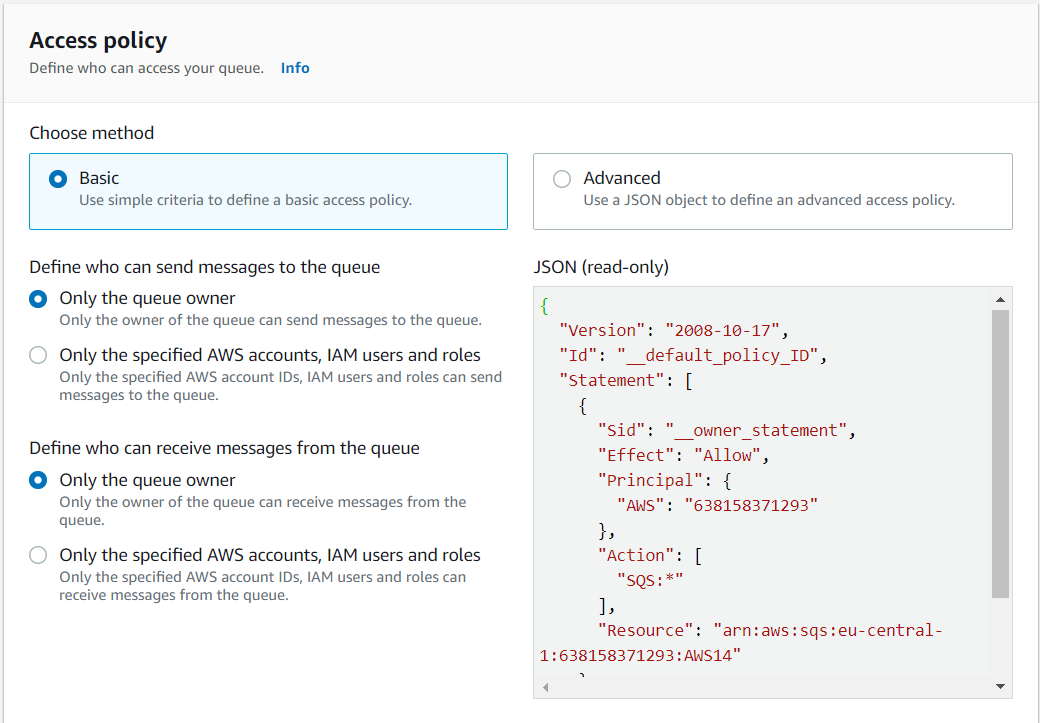 Access policy
Define who can access your queue. Info
Choose method
Basic
Use simple criteria to define a basic access policy.
Advanced
Use a JSON object to define an advanced access policy.
Define who can send messages to the queue
Only the queue owner
Only the owner of the queue can send messages to the queue.
Only the specified AWS accounts, IAM users and roles
Only the specified AWS account IDs, IAM users and roles can send
messages to the queue.
Define who can receive messages from the queue
Only the queue owner
Only the owner of the queue can receive messages from the
queue.
Only the specified AWS accounts, IAM users and roles
Only the specified AWS account IDs, IAM users and roles can
receive messages from the queue.
JSON (read-only)
{
"Version": "2008-10-17",
"Id": "__default_policy_ID",
"Statement": [
{
"Sid": "__owner_statement",
"Effect": "Allow",
"Principal": {
"AWS": "638158371293"
},
"Action": [
"SQS:*"
],
"Resource": "arn:aws:sqs:eu-central-
1:638158371293:AWS14"
}